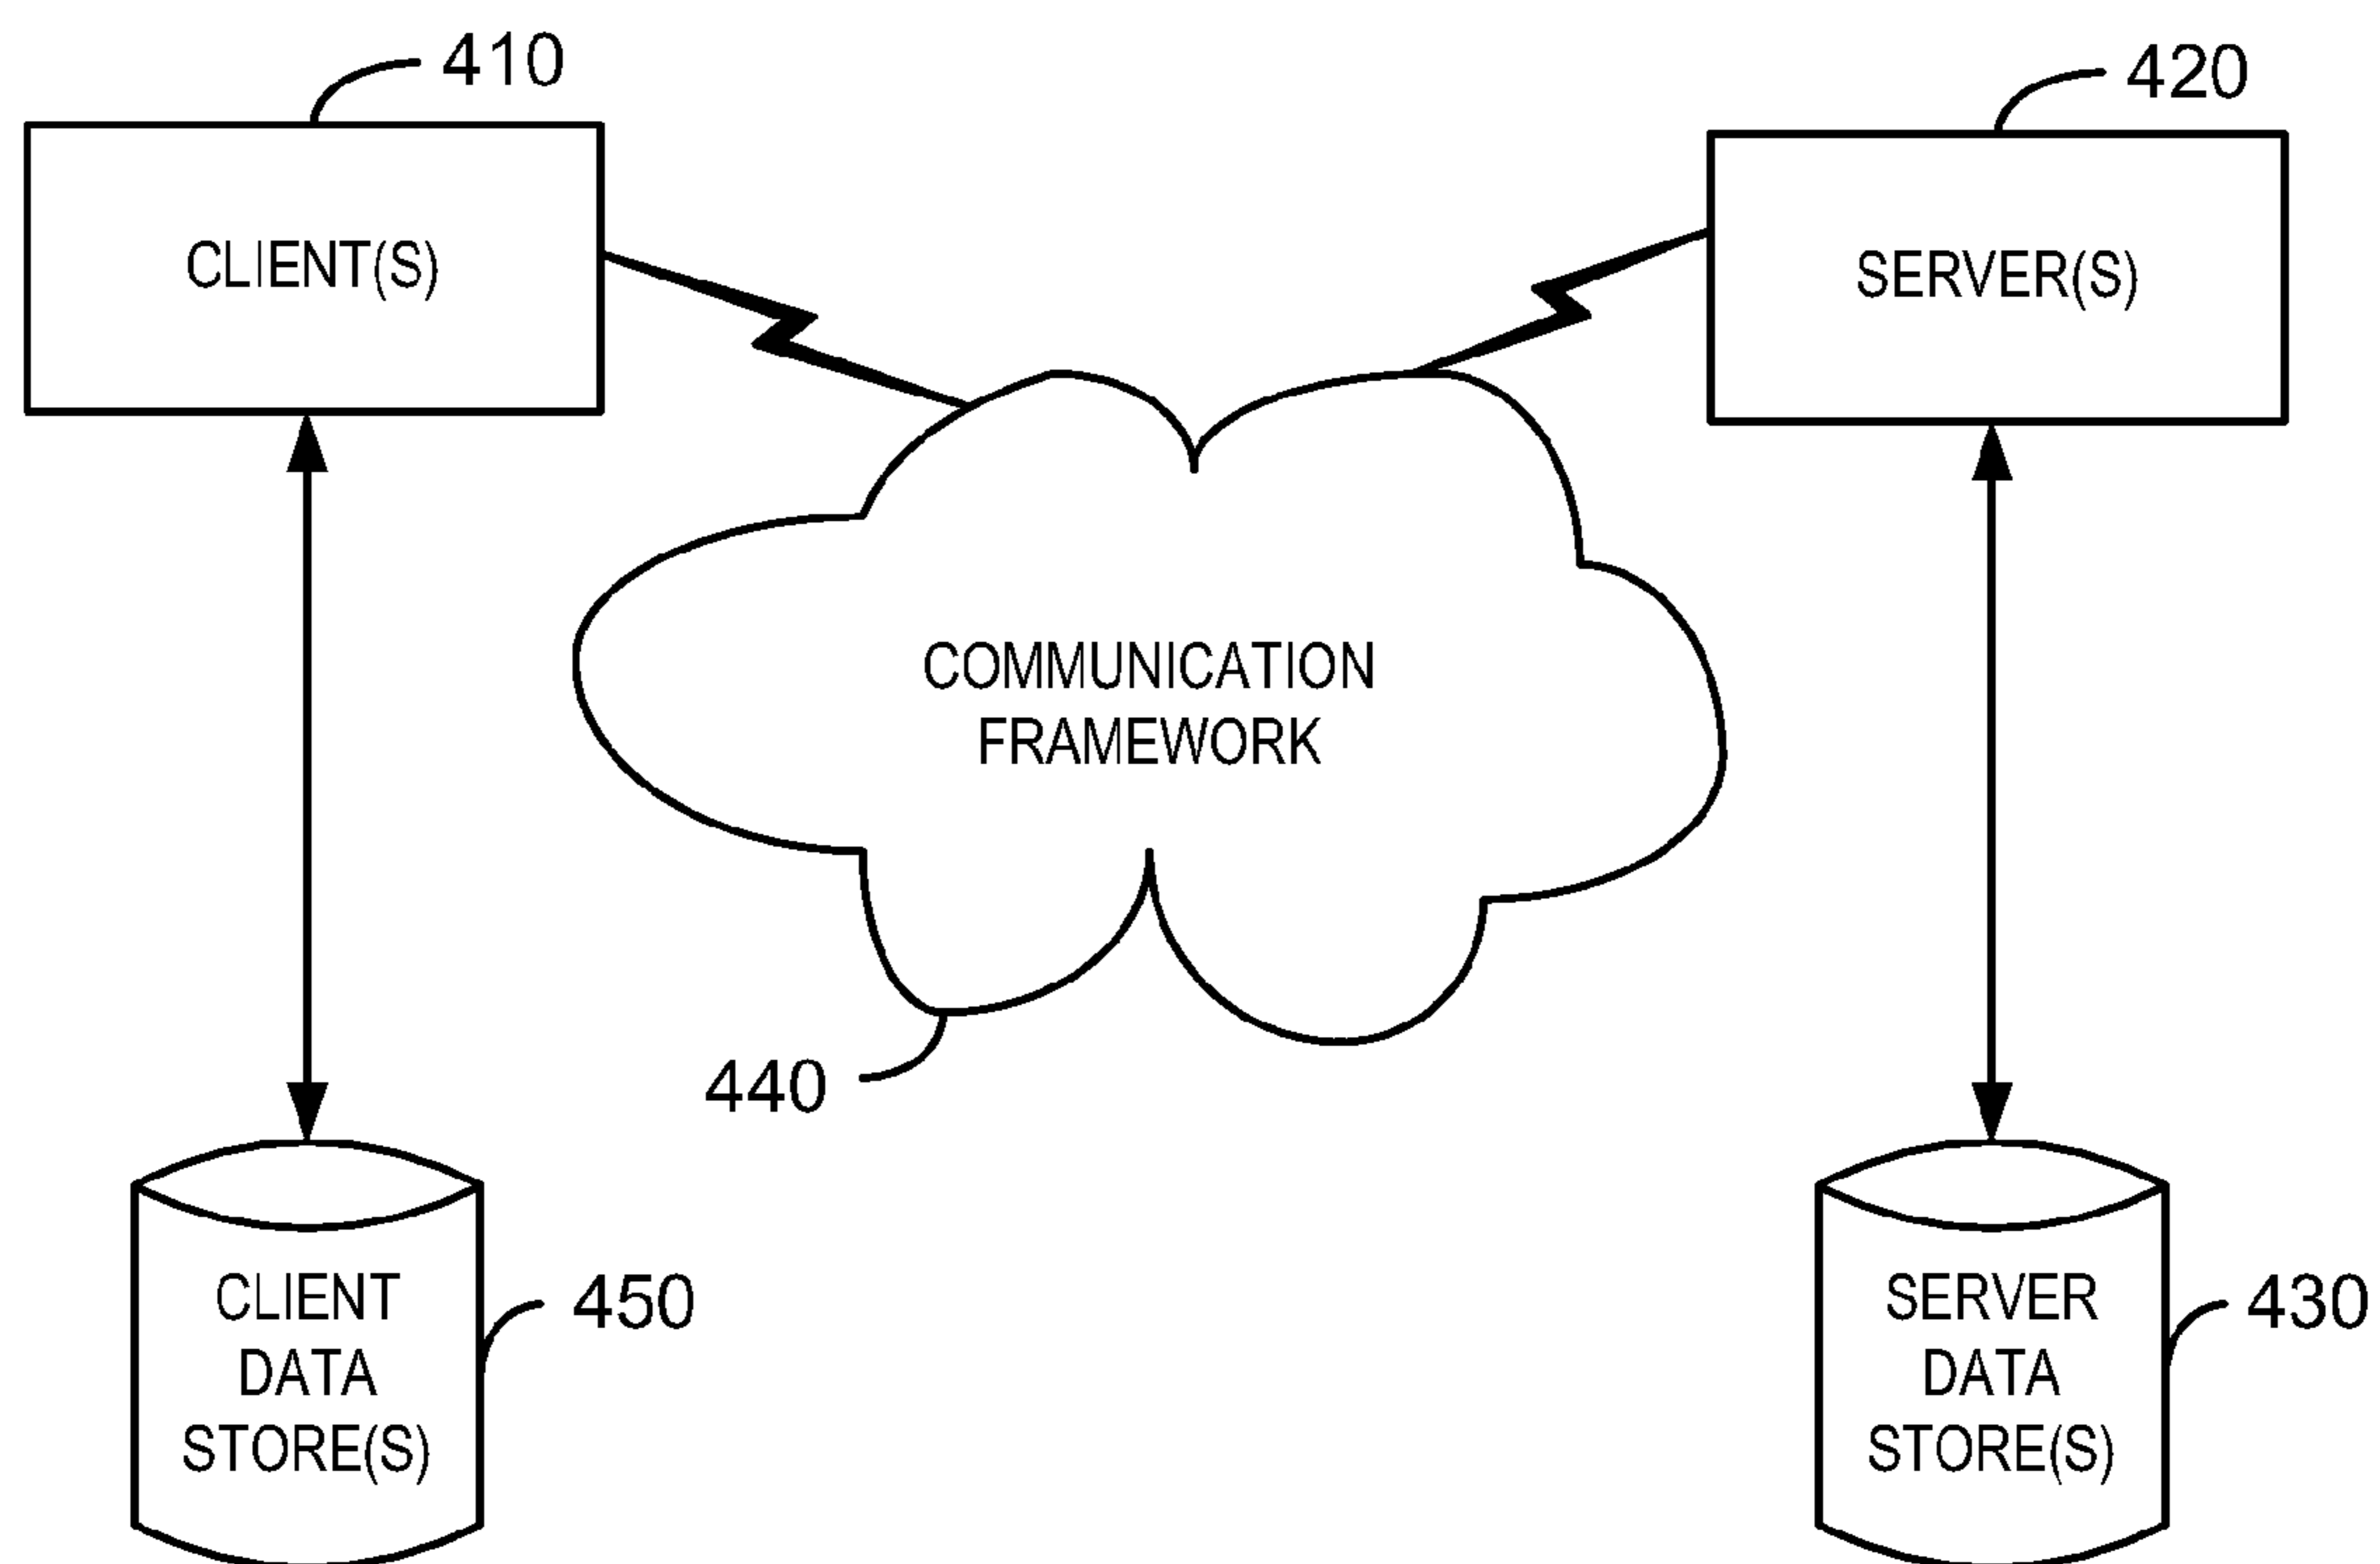 410
420
CLIENT(S)
SERVER(S)
COMMUNICATION
FRAMEWORK
440
CLIENT
DATA
STORE(S)
450
SERVER
DATA
STORE(S)
430